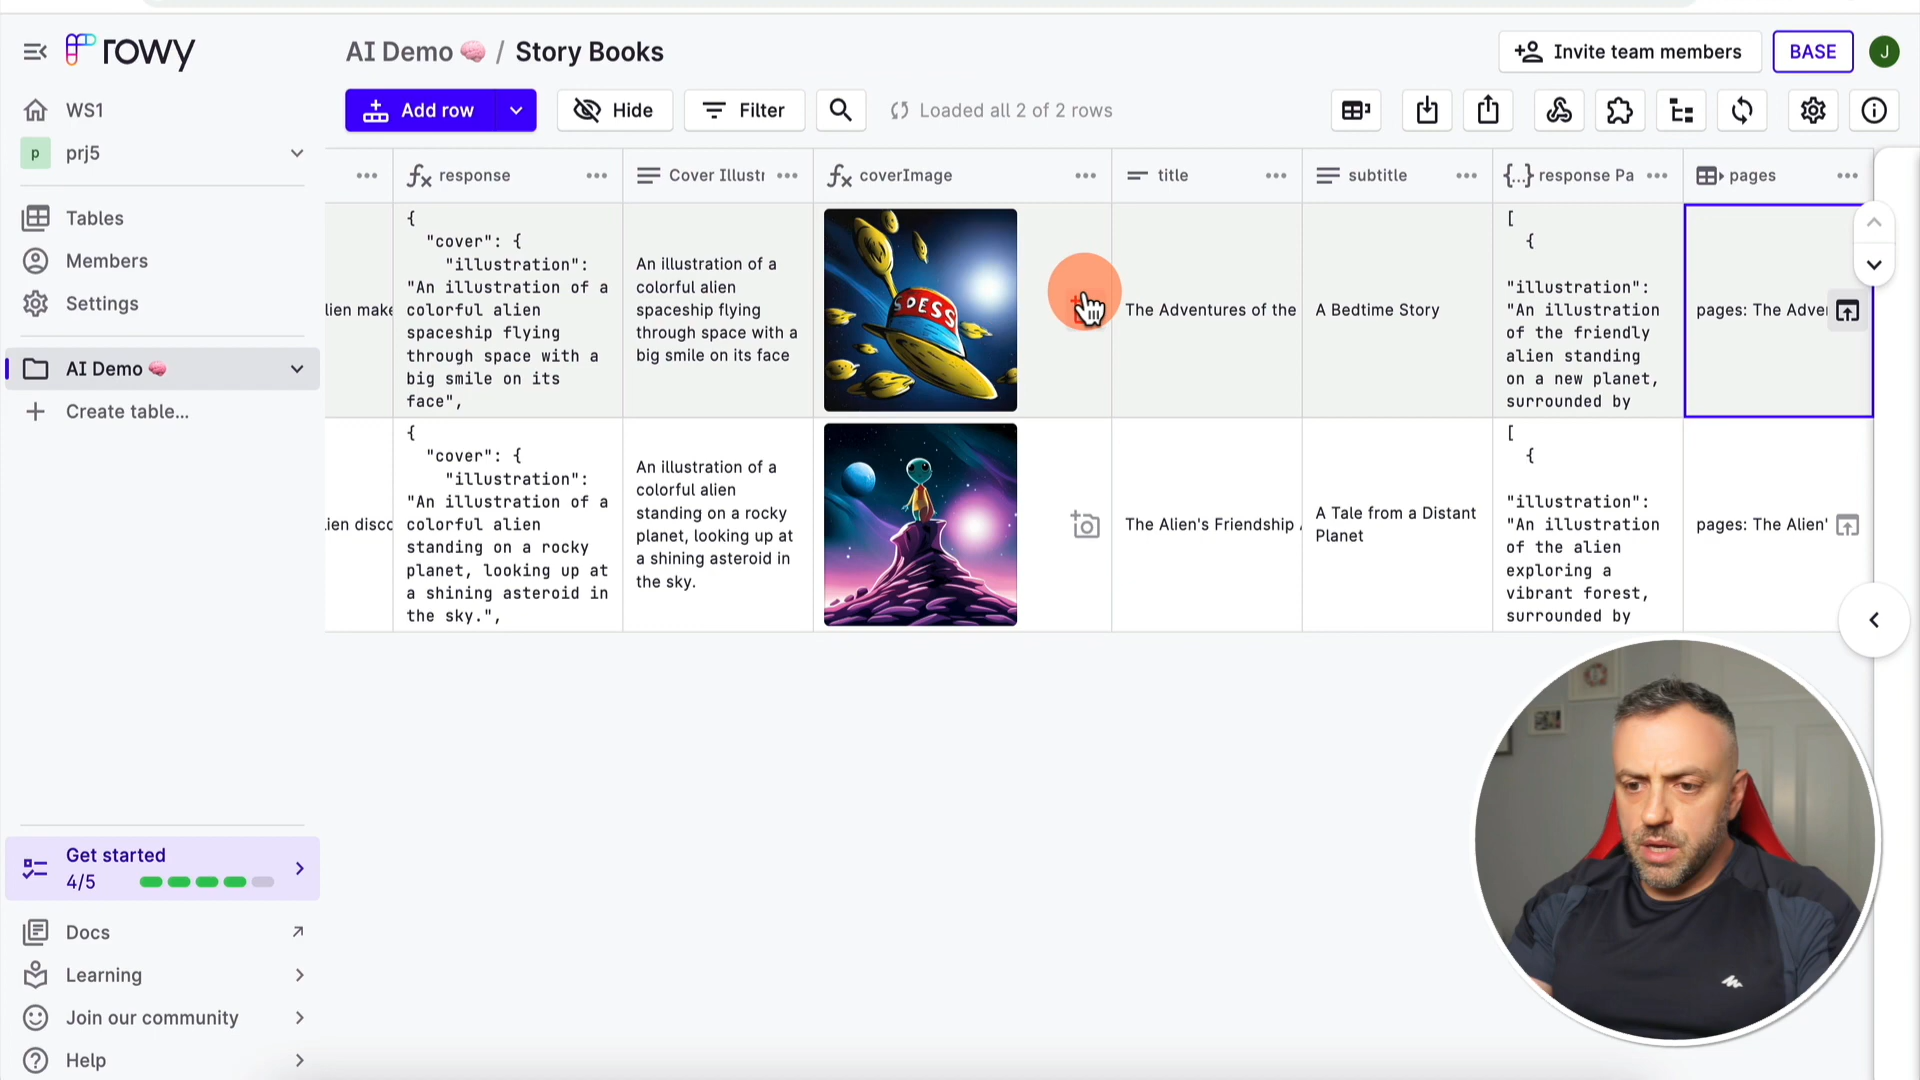 rowy
AI Demo 🧠 / Story Books
Invite team members
BASE
J
WS1
p
prj5
Add row
Hide
Filter
Loaded all 2 of 2 rows
response
Cover Illustr
coverImage
title
subtitle
{...} response Pa
pages
Tables
Members
Settings
AI Demo 🧠
Create table...
lien make
{
"cover": {
"illustration":
"An illustration of a
colorful alien
spaceship flying
through space with a
big smile on its
face",
An illustration of a
colorful alien
spaceship flying
through space with a
big smile on its face
SOESS
The Adventures of the
A Bedtime Story
[
{
"illustration":
"An illustration
of the friendly
alien standing
on a new planet,
surrounded by
pages: The Adver
ien disco
{
"cover": {
"illustration":
"An illustration of a
colorful alien
standing on a rocky
planet, looking up at
a shining asteroid in
the sky.",
An illustration of a
colorful alien
standing on a rocky
planet, looking up at
a shining asteroid in
the sky.
The Alien's Friendship
A Tale from a Distant
Planet
[
{
"illustration":
"An illustration
of the alien
exploring a
vibrant forest,
surrounded by
pages: The Alien'
Get started
4/5
Docs
Learning
Join our community
Help